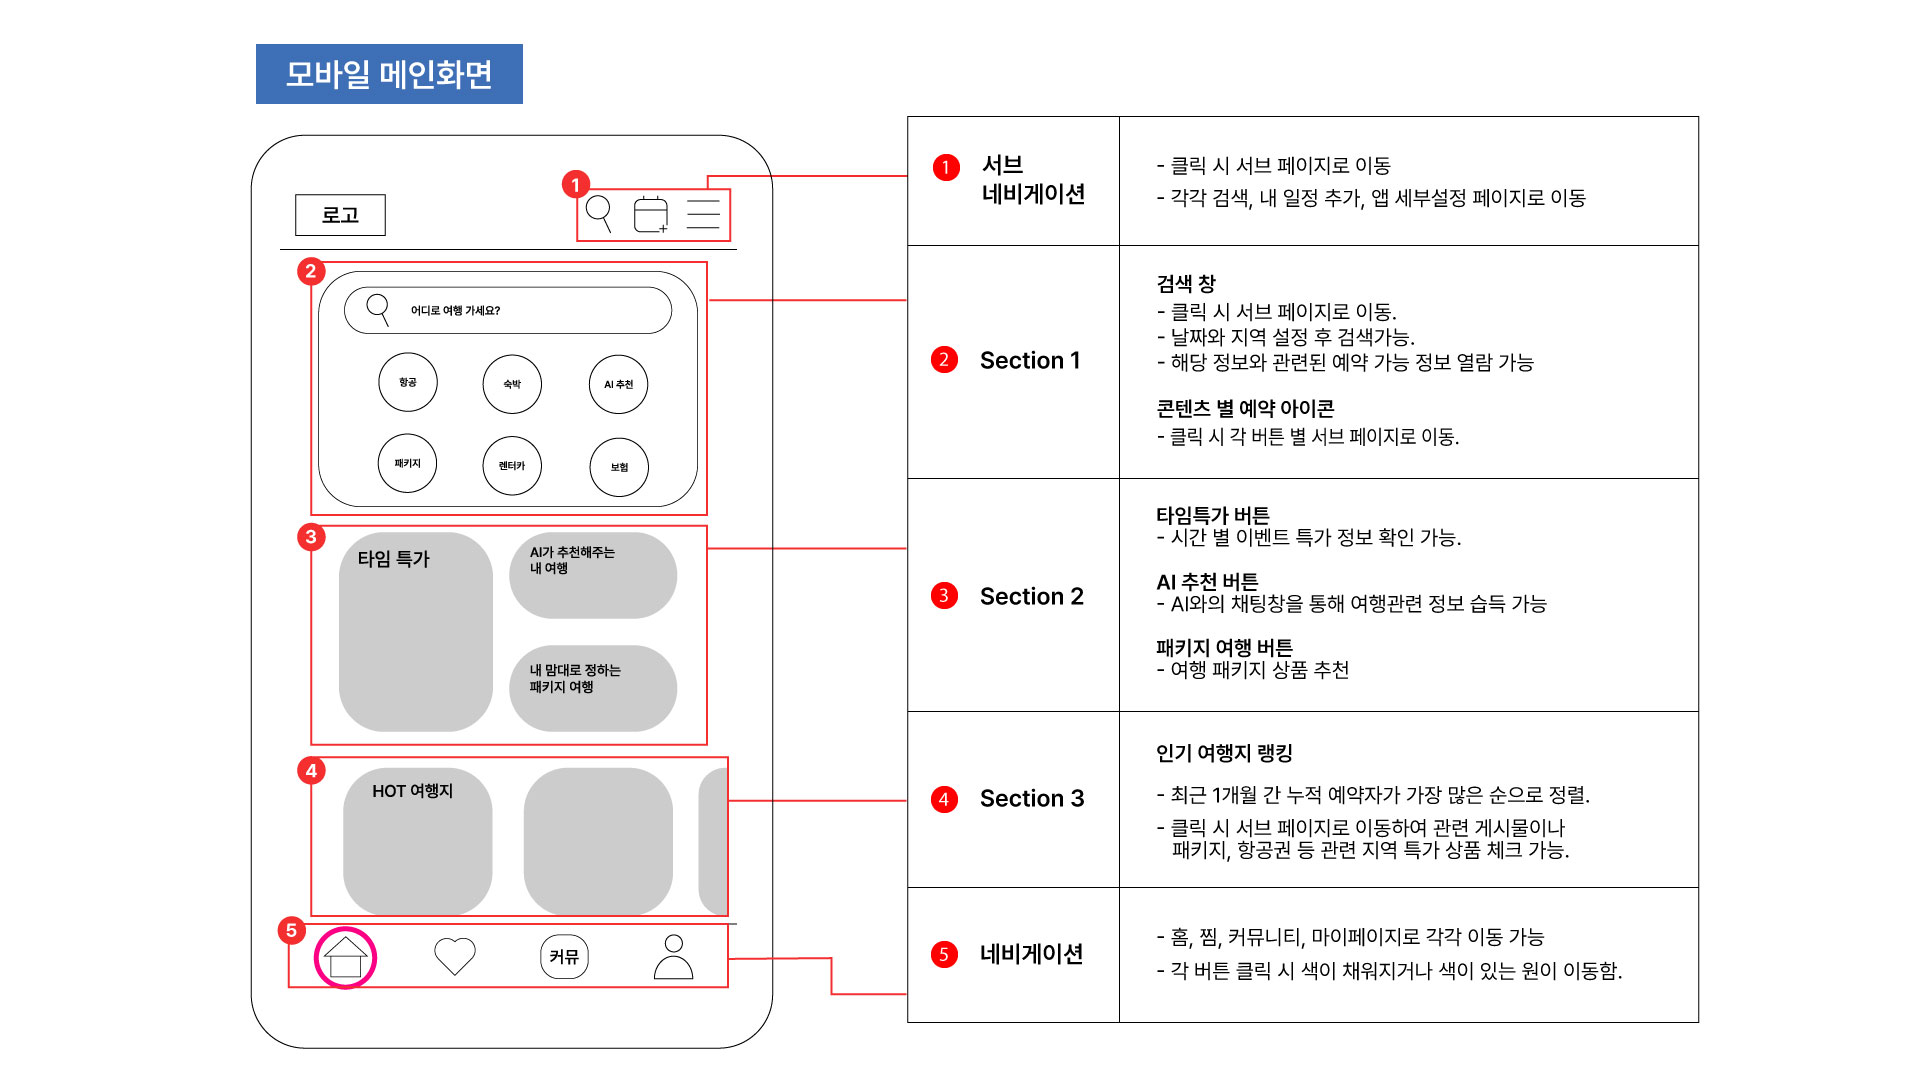 모바일 메인화면
로고
1
2
어디로 여행 가세요?
항공
숙박
AI 추천
패키지
렌터카
보험
3
타임 특가
AI가 추천해주는
내 여행
내 맘대로 정하는
패키지 여행
4
HOT 여행지
5
커뮤
1
서브
네비게이션
- 클릭 시 서브 페이지로 이동
- 각각 검색, 내 일정 추가, 앱 세부설정 페이지로 이동
2
Section 1
검색 창
- 클릭 시 서브 페이지로 이동.
- 날짜와 지역 설정 후 검색가능.
- 해당 정보와 관련된 예약 가능 정보 열람 가능
콘텐츠 별 예약 아이콘
- 클릭 시 각 버튼 별 서브 페이지로 이동.
3
Section 2
타임특가 버튼
- 시간 별 이벤트 특가 정보 확인 가능.
AI 추천 버튼
- AI와의 채팅창을 통해 여행관련 정보 습득 가능
패키지 여행 버튼
- 여행 패키지 상품 추천
4
Section 3
인기 여행지 랭킹
- 최근 1개월 간 누적 예약자가 가장 많은 순으로 정렬.
- 클릭 시 서브 페이지로 이동하여 관련 게시물이나
패키지, 항공권 등 관련 지역 특가 상품 체크 가능.
5
네비게이션
- 홈, 찜, 커뮤니티, 마이페이지로 각각 이동 가능
- 각 버튼 클릭 시 색이 채워지거나 색이 있는 원이 이동함.